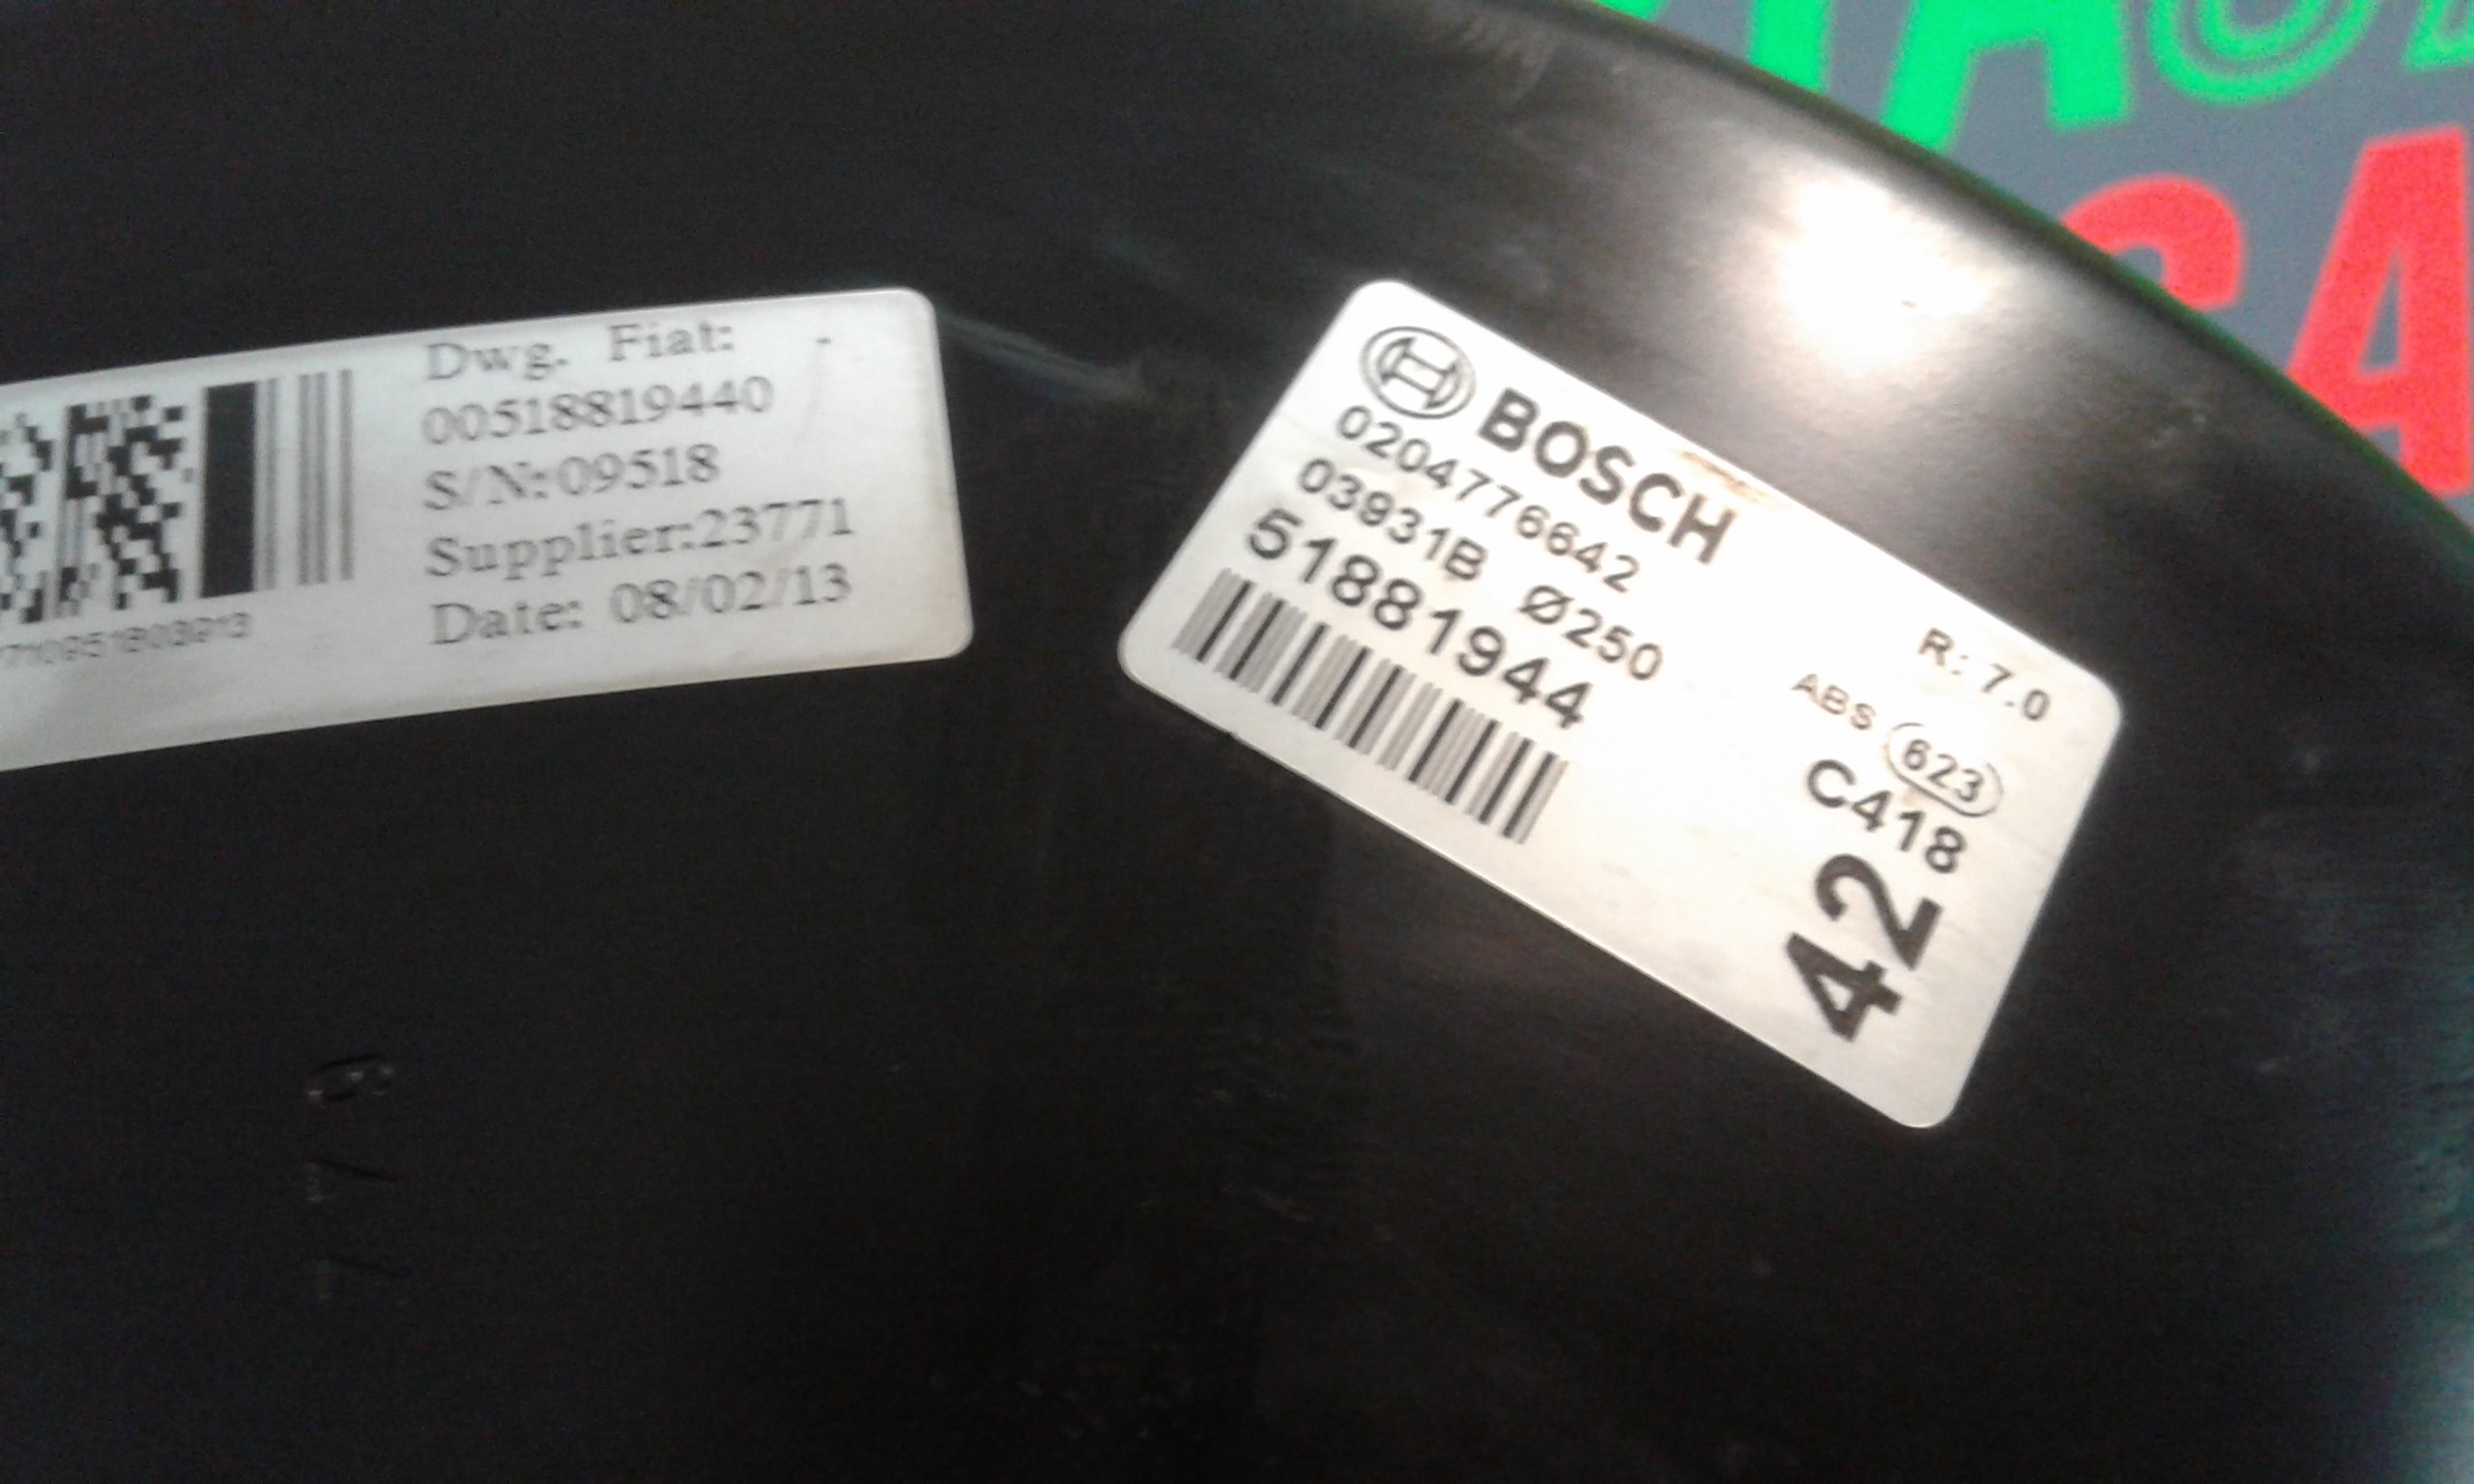 Dwg. Fiat:
00518819440
S/N:09518
Supplier:23771
Date: 08/02/13
BOSCH
0204776642
03931B Ø250
51881944
R: 7.0
ABS 623
C418
42